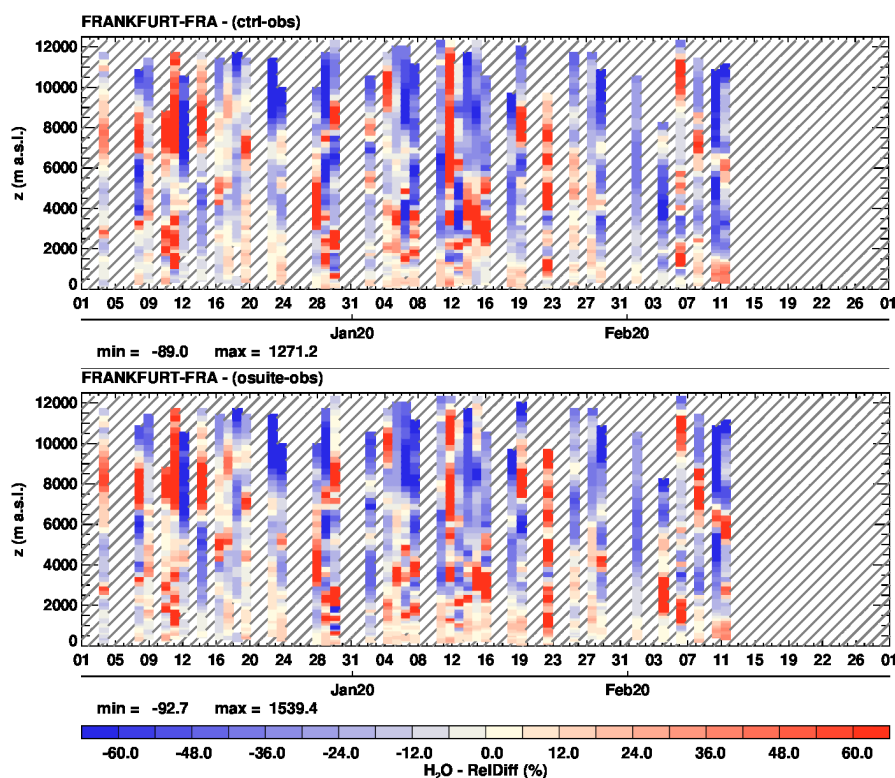 FRANKFURT-FRA - (ctrl-obs)
z (m a.s.l.)
12000
10000
8000
6000
4000
2000
0
01 05 09 12 16 20 24 28 31 04 08 12 16 19 23 27 01 03 07 11 15 19 22 26 01
Jan20 Feb20
min = -89.0 max = 1271.2
FRANKFURT-FRA - (osuite-obs)
z (m a.s.l.)
12000
10000
8000
6000
4000
2000
0
01 05 09 12 16 20 24 28 31 04 08 12 16 19 23 27 01 03 07 11 15 19 22 26 01
Jan20 Feb20
min = -92.7 max = 1539.4
-60.0 -48.0 -36.0 -24.0 -12.0 0.0 12.0 24.0 36.0 48.0 60.0
H₂O - RelDiff (%)